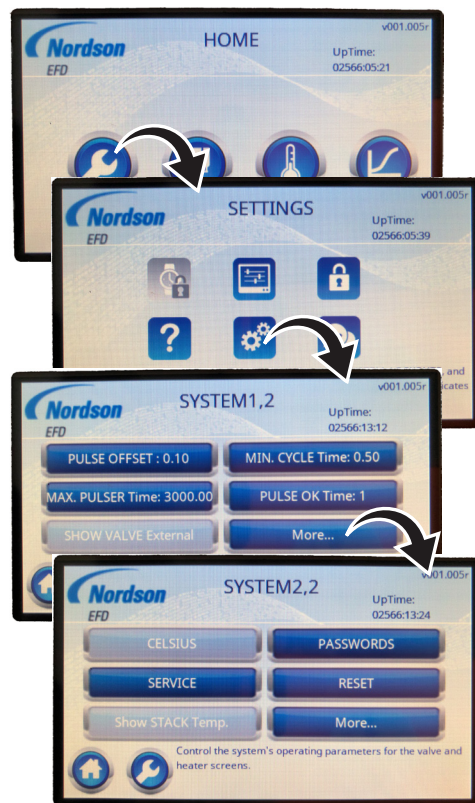 v001.005r
HOME
Nordson
EFD
UpTime:
02566:05:21
v001.005r
SETTINGS
Nordson
EFD
UpTime:
02566:05:39
?
, and
icates
v001.005r
SYSTEM1,2
Nordson
EFD
UpTime:
02566:13:12
PULSE OFFSET : 0.10
MIN. CYCLE Time: 0.50
MAX. PULSER Time: 3000.00
PULSE OK Time: 1
SHOW VALVE External
More...
v001.005r
SYSTEM2,2
Nordson
EFD
UpTime:
02566:13:24
CELSIUS
PASSWORDS
SERVICE
RESET
Show STACK Temp.
More...
Control the system's operating parameters for the valve and
heater screens.